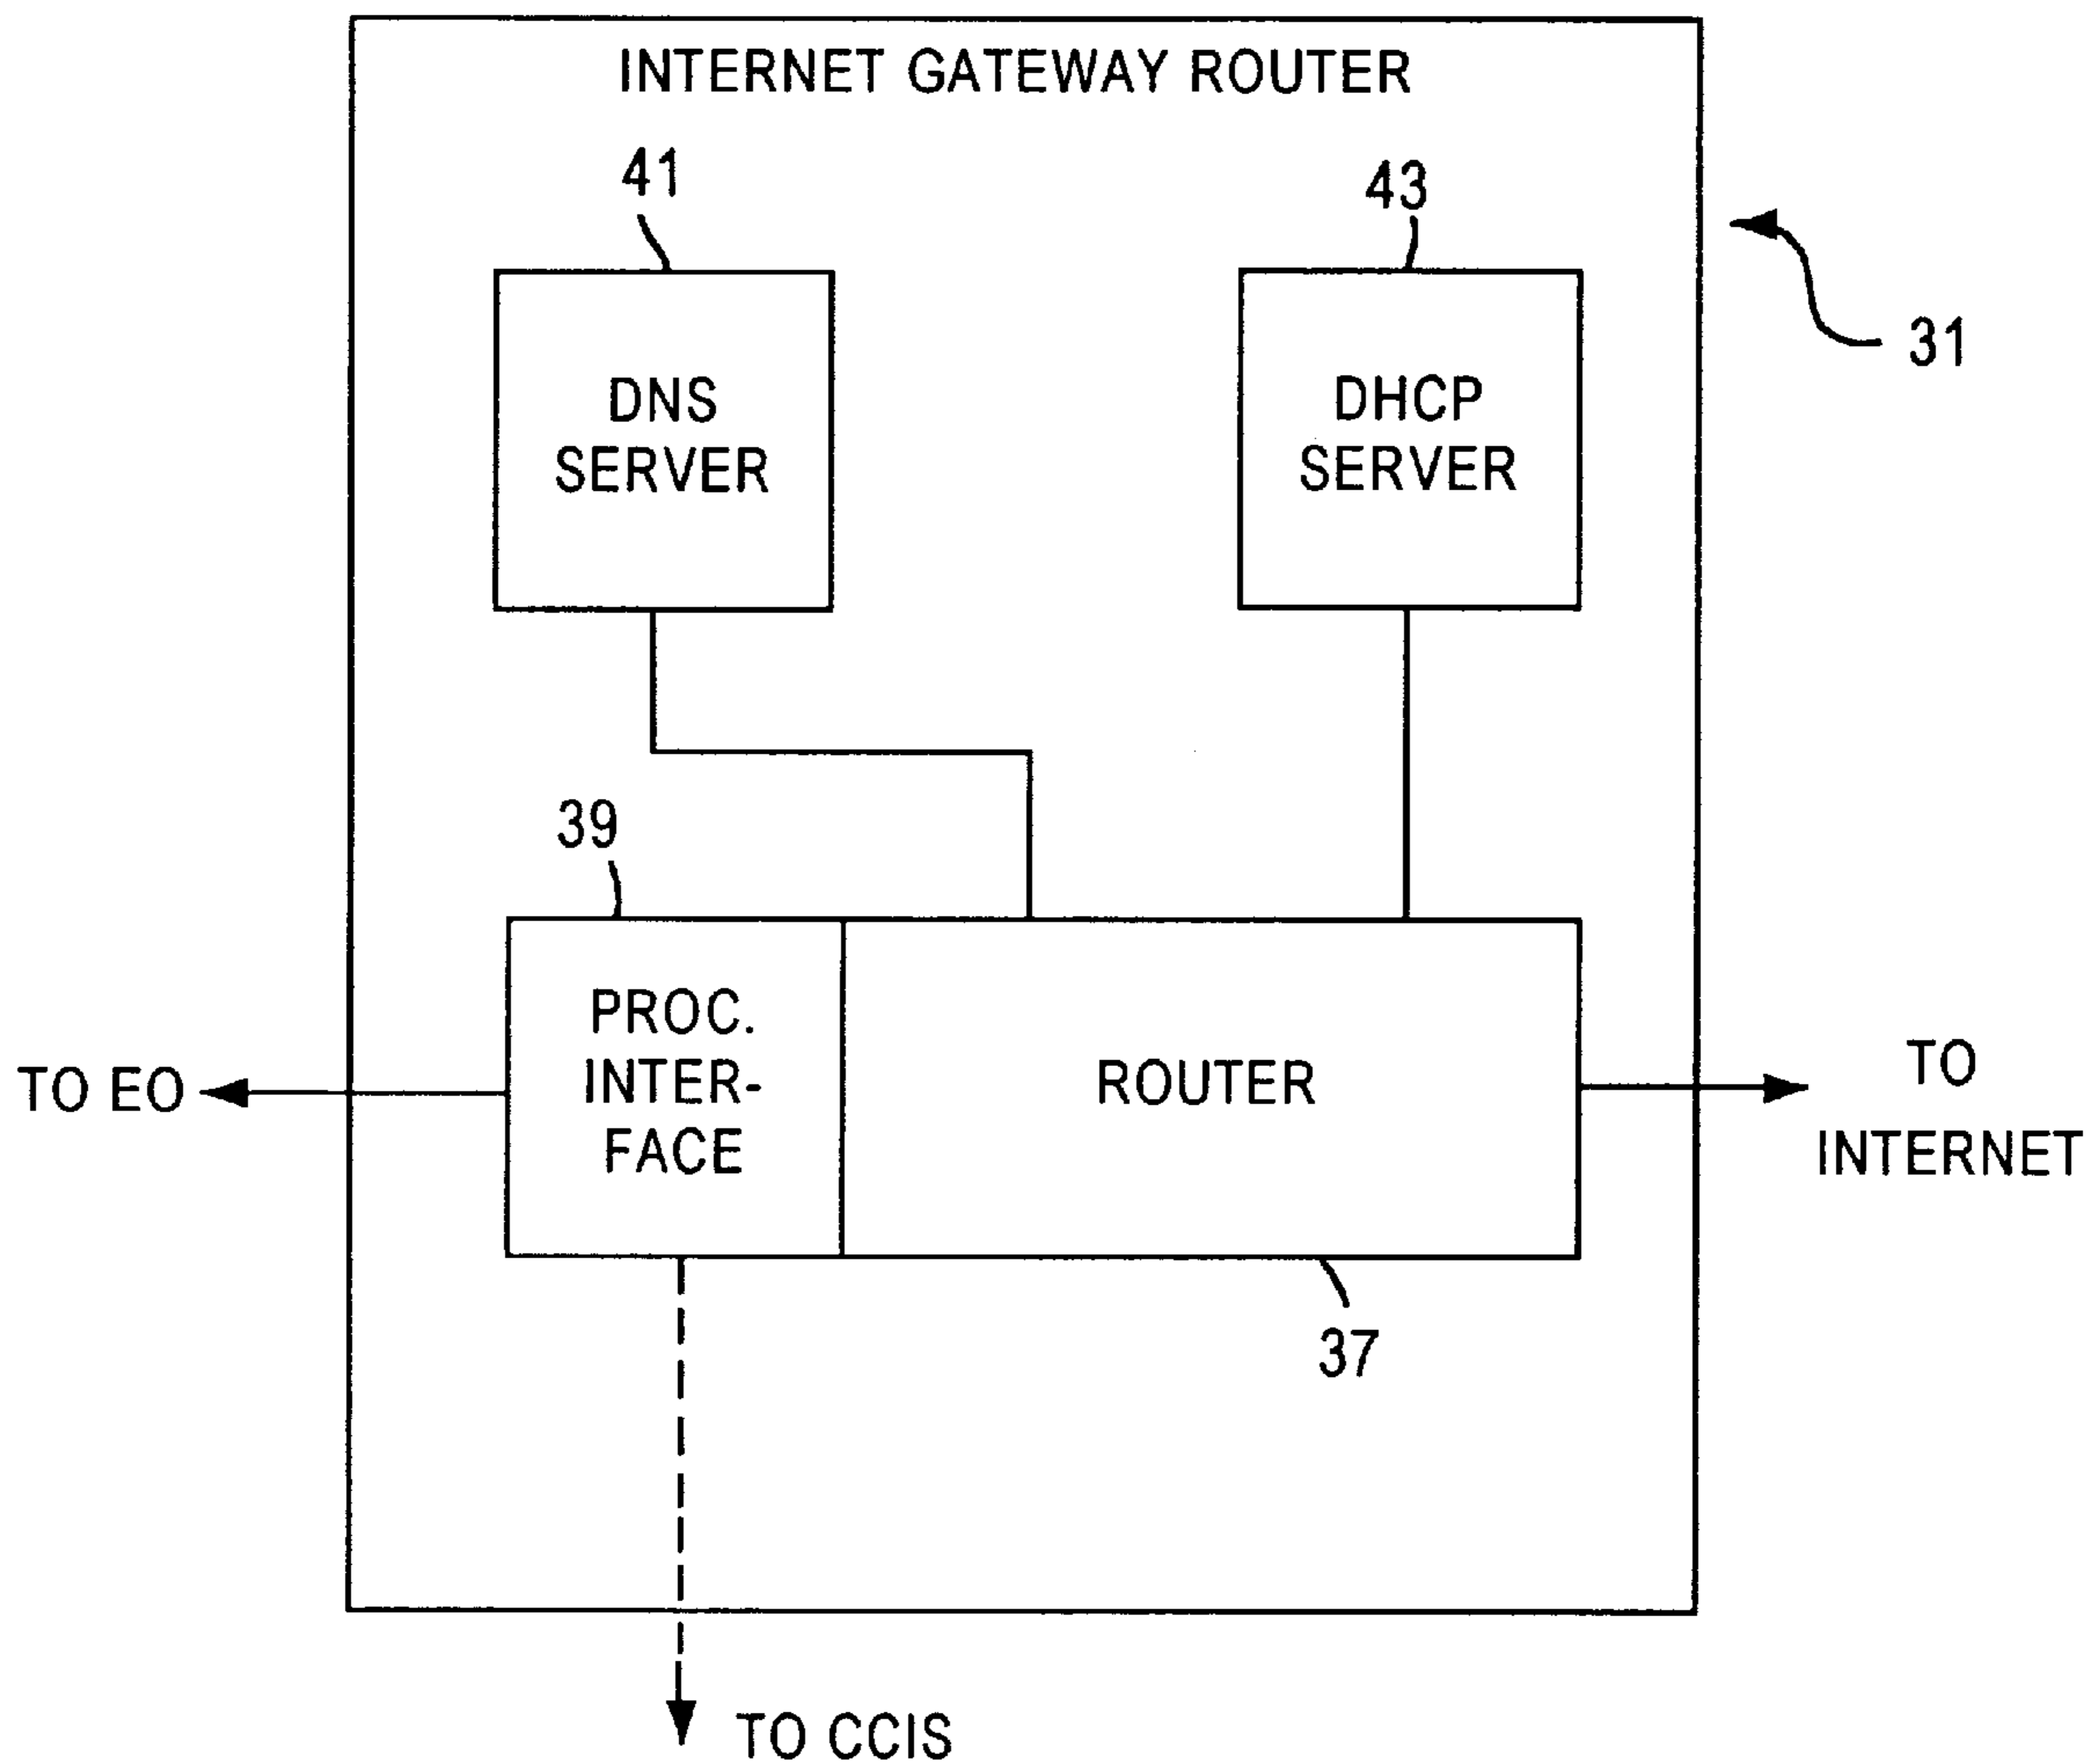 INTERNET GATEWAY ROUTER
41
43
31
DNS
SERVER
DHCP
SERVER
39
PROC.
INTER-
FACE
ROUTER
TO EO
TO
INTERNET
37
TO CCIS